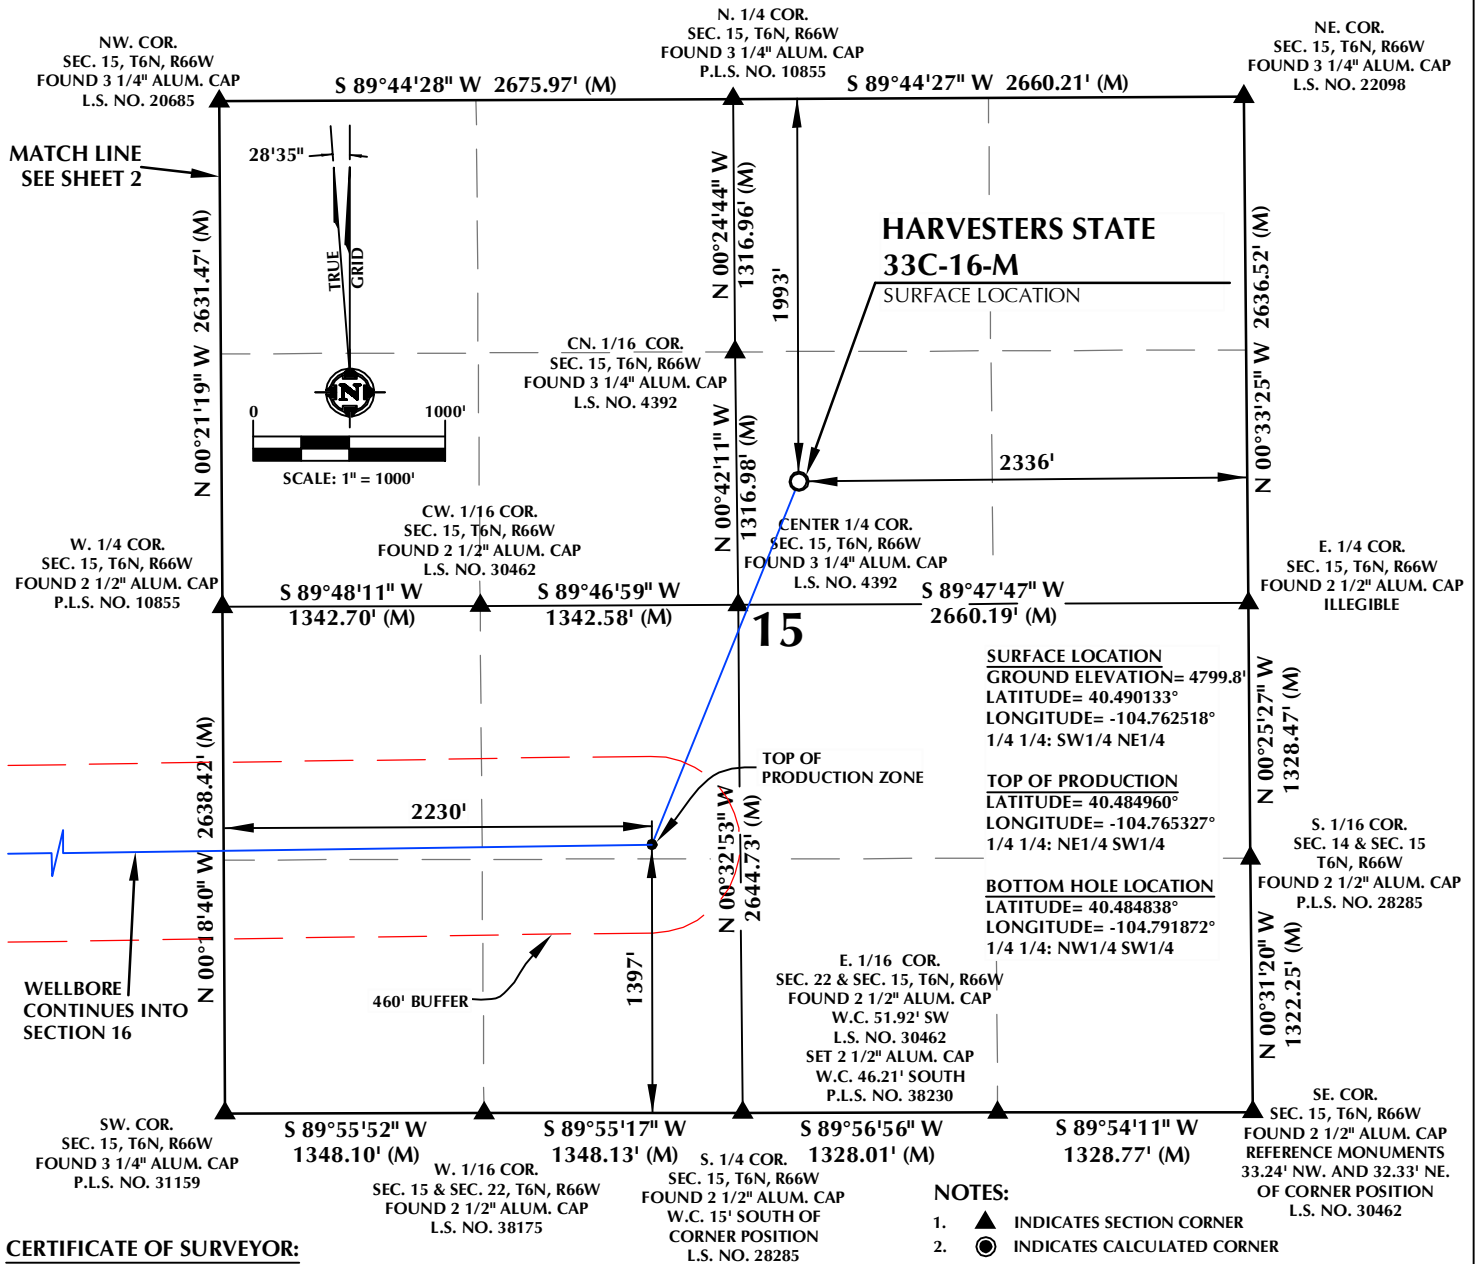 NW. COR.
SEC. 15, T6N, R66W
FOUND 3 1/4" ALUM. CAP
L.S. NO. 20685
N. 1/4 COR.
SEC. 15, T6N, R66W
FOUND 3 1/4" ALUM. CAP
P.L.S. NO. 10855
NE. COR.
SEC. 15, T6N, R66W
FOUND 3 1/4" ALUM. CAP
L.S. NO. 22098
S 89°44'28" W 2675.97' (M)
S 89°44'27" W 2660.21' (M)
MATCH LINE
SEE SHEET 2
28'35"
TRUE
GRID
N
0 1000'
SCALE: 1" = 1000'
N 00°21'19" W 2631.47' (M)
N 00°24'44" W
1316.96' (M)
1993'
HARVESTERS STATE
33C-16-M
SURFACE LOCATION
N 00°33'25" W 2636.52' (M)
CN. 1/16 COR.
SEC. 15, T6N, R66W
FOUND 3 1/4" ALUM. CAP
L.S. NO. 4392
N 00°42'11" W
1316.98' (M)
2336'
CW. 1/16 COR.
SEC. 15, T6N, R66W
FOUND 2 1/2" ALUM. CAP
L.S. NO. 30462
CENTER 1/4 COR.
SEC. 15, T6N, R66W
FOUND 3 1/4" ALUM. CAP
L.S. NO. 4392
W. 1/4 COR.
SEC. 15, T6N, R66W
FOUND 2 1/2" ALUM. CAP
P.L.S. NO. 10855
E. 1/4 COR.
SEC. 15, T6N, R66W
FOUND 2 1/2" ALUM. CAP
ILLEGIBLE
S 89°48'11" W
1342.70' (M)
S 89°46'59" W
1342.58' (M)
S 89°47'47" W
2660.19' (M)
15
SURFACE LOCATION
GROUND ELEVATION= 4799.8'
LATITUDE= 40.490133°
LONGITUDE= -104.762518°
1/4 1/4: SW1/4 NE1/4
TOP OF PRODUCTION
LATITUDE= 40.484960°
LONGITUDE= -104.765327°
1/4 1/4: NE1/4 SW1/4
BOTTOM HOLE LOCATION
LATITUDE= 40.484838°
LONGITUDE= -104.791872°
1/4 1/4: NW1/4 SW1/4
N 00°25'27" W
1328.47' (M)
TOP OF
PRODUCTION ZONE
N 00°18'40" W 2638.42' (M)
2230'
N 00°32'53" W
2644.73' (M)
S. 1/16 COR.
SEC. 14 & SEC. 15
T6N, R66W
FOUND 2 1/2" ALUM. CAP
P.L.S. NO. 28285
WELLBORE
CONTINUES INTO
SECTION 16
460' BUFFER
1397'
E. 1/16 COR.
SEC. 22 & SEC. 15, T6N, R66W
FOUND 2 1/2" ALUM. CAP
W.C. 51.92' SW
L.S. NO. 30462
SET 2 1/2" ALUM. CAP
W.C. 46.21' SOUTH
P.L.S. NO. 38230
N 00°31'20" W
1322.25' (M)
SW. COR.
SEC. 15, T6N, R66W
FOUND 3 1/4" ALUM. CAP
P.L.S. NO. 31159
S 89°55'52" W
1348.10' (M)
S 89°55'17" W
1348.13' (M)
S 89°56'56" W
1328.01' (M)
S 89°54'11" W
1328.77' (M)
SE. COR.
SEC. 15, T6N, R66W
FOUND 2 1/2" ALUM. CAP
REFERENCE MONUMENTS
33.24' NW. AND 32.33' NE.
OF CORNER POSITION
L.S. NO. 30462
W. 1/16 COR.
SEC. 15 & SEC. 22, T6N, R66W
FOUND 2 1/2" ALUM. CAP
L.S. NO. 38175
S. 1/4 COR.
SEC. 15, T6N, R66W
FOUND 2 1/2" ALUM. CAP
W.C. 15' SOUTH OF
CORNER POSITION
L.S. NO. 28285
NOTES:
1. INDICATES SECTION CORNER
2. INDICATES CALCULATED CORNER
CERTIFICATE OF SURVEYOR: